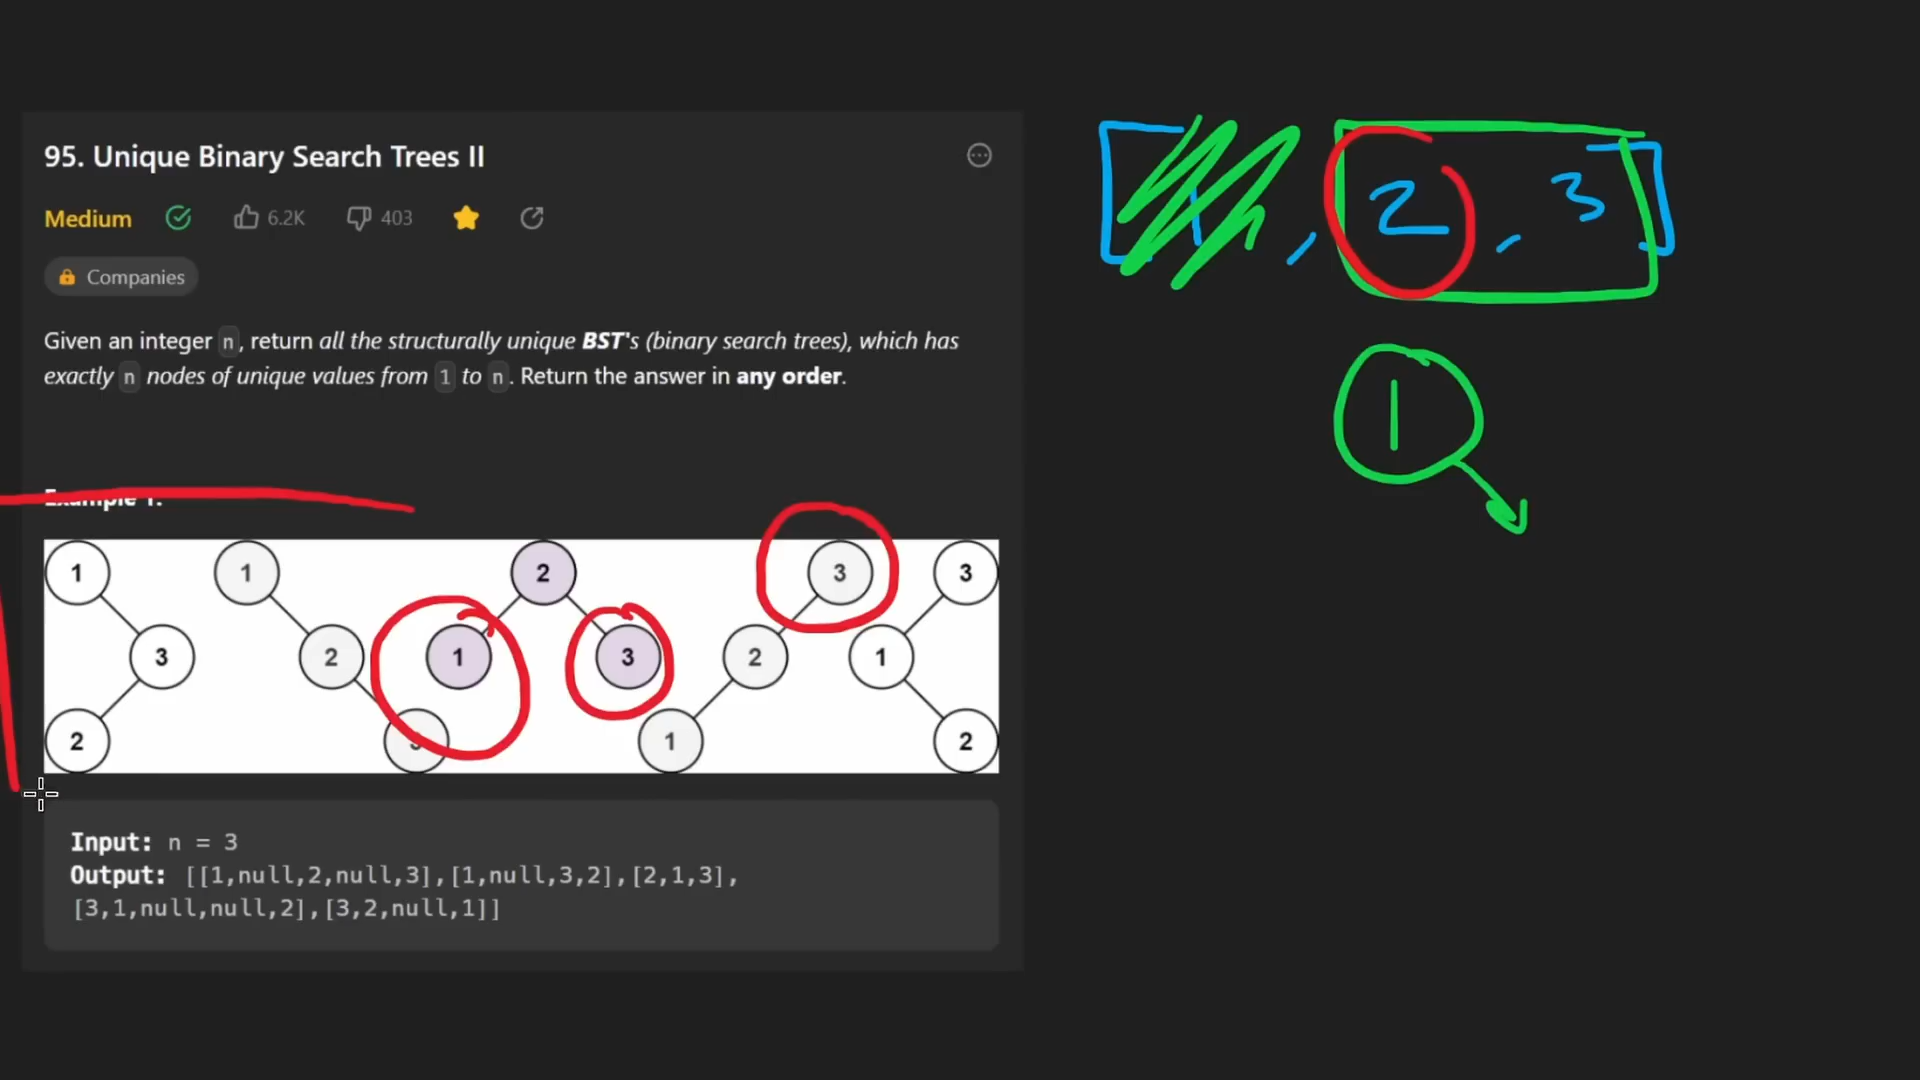 95. Unique Binary Search Trees II
Medium 6.2K 403
Companies
Given an integer n, return all the structurally unique BST's (binary search trees), which has
exactly n nodes of unique values from 1 to n. Return the answer in any order.
Example 1:
1 1 2 3 3
3 2 1 3 2 1
2 3 1 2
Input: n = 3
Output: [[1,null,2,null,3],[1,null,3,2],[2,1,3],
[3,1,null,null,2],[3,2,null,1]]
[1, 2, 3]
1